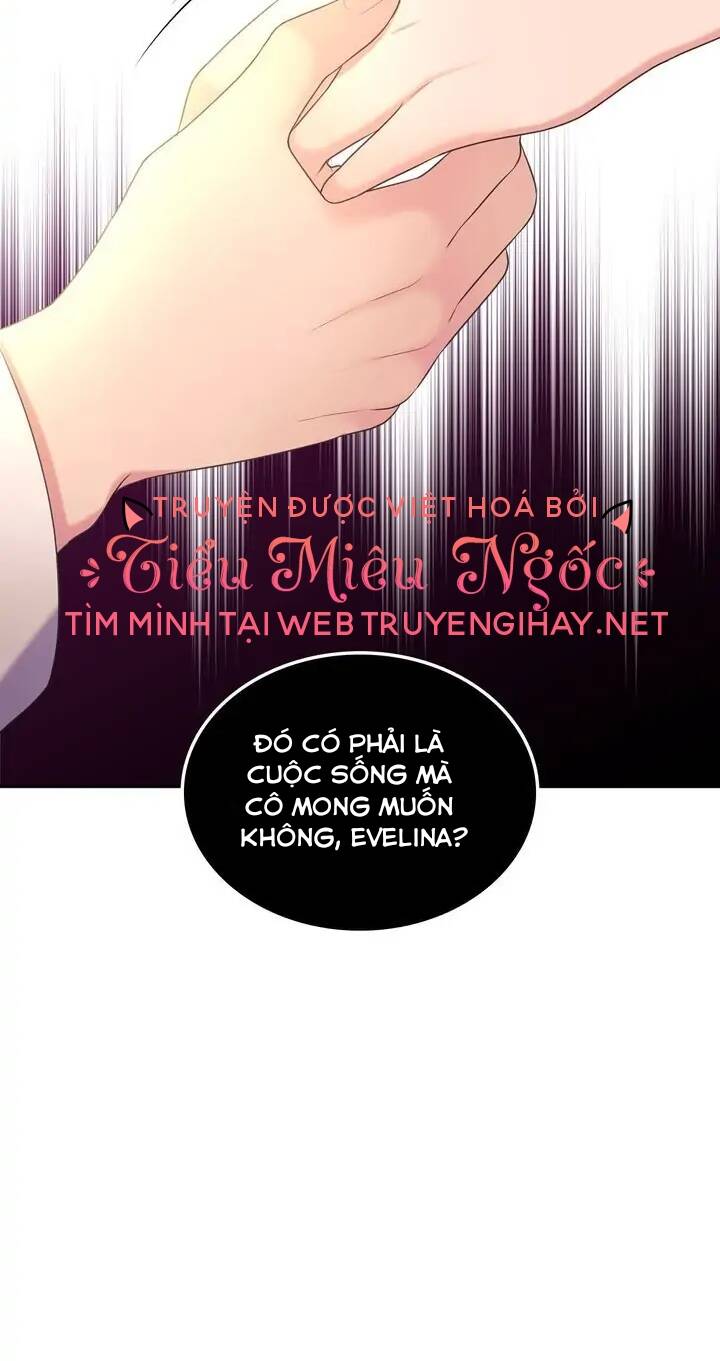 TRUYỆN ĐƯỢC VIỆT HOÁ BỞI
Tiểu Miêu Ngốc
TÌM MÌNH TẠI WEB TRUYENGIHAY.NET
ĐÓ CÓ PHẢI LÀ
CUỘC SỐNG MÀ
CÔ MONG MUỐN
KHÔNG, EVELINA?